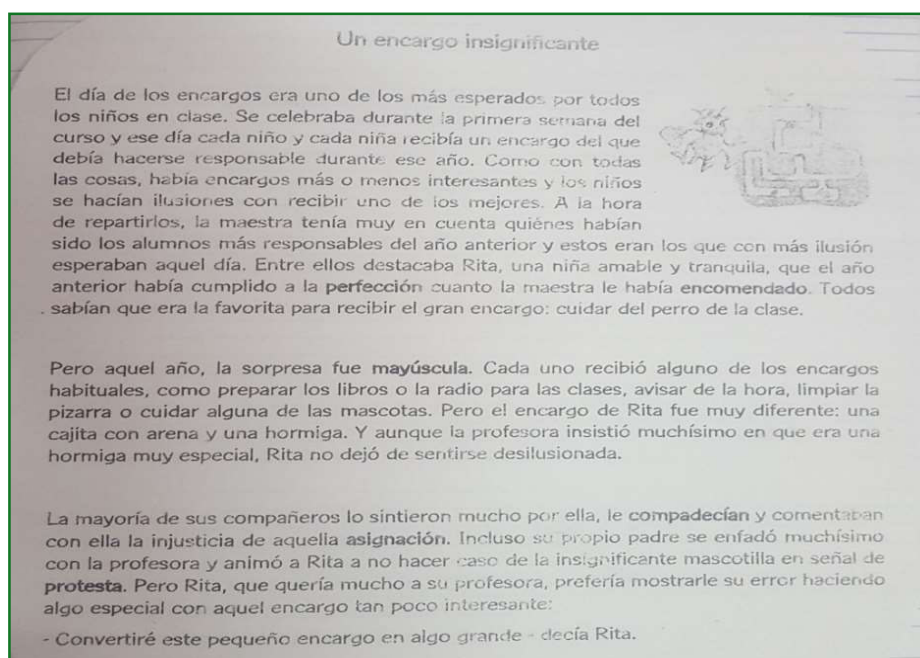 Un encargo insignificante
El día de los encargos era uno de los más esperados por todos
los niños en clase. Se celebraba durante la primera semana del
curso y ese día cada niño y cada niña recibía un encargo del que
debía hacerse responsable durante ese año. Como con todas
las cosas, había encargos más o menos interesantes y los niños
se hacían ilusiones con recibir uno de los mejores. A la hora
de repartirlos, la maestra tenía muy en cuenta quiénes habían
sido los alumnos más responsables del año anterior y estos eran los que con más ilusión
esperaban aquel día. Entre ellos destacaba Rita, una niña amable y tranquila, que el año
anterior había cumplido a la perfección cuanto la maestra le había encomendado. Todos
sabían que era la favorita para recibir el gran encargo: cuidar del perro de la clase.
Pero aquel año, la sorpresa fue mayúscula. Cada uno recibió alguno de los encargos
habituales, como preparar los libros o la radio para las clases, avisar de la hora, limpiar la
pizarra o cuidar alguna de las mascotas. Pero el encargo de Rita fue muy diferente: una
cajita con arena y una hormiga. Y aunque la profesora insistió muchísimo en que era una
hormiga muy especial, Rita no dejó de sentirse desilusionada.
La mayoría de sus compañeros lo sintieron mucho por ella, le compadecían y comentaban
con ella la injusticia de aquella asignación. Incluso su propio padre se enfadó muchísimo
con la profesora y animó a Rita a no hacer caso de la insignificante mascotilla en señal de
protesta. Pero Rita, que quería mucho a su profesora, prefería mostrarle su error haciendo
algo especial con aquel encargo tan poco interesante:
- Convertiré este pequeño encargo en algo grande - decía Rita.